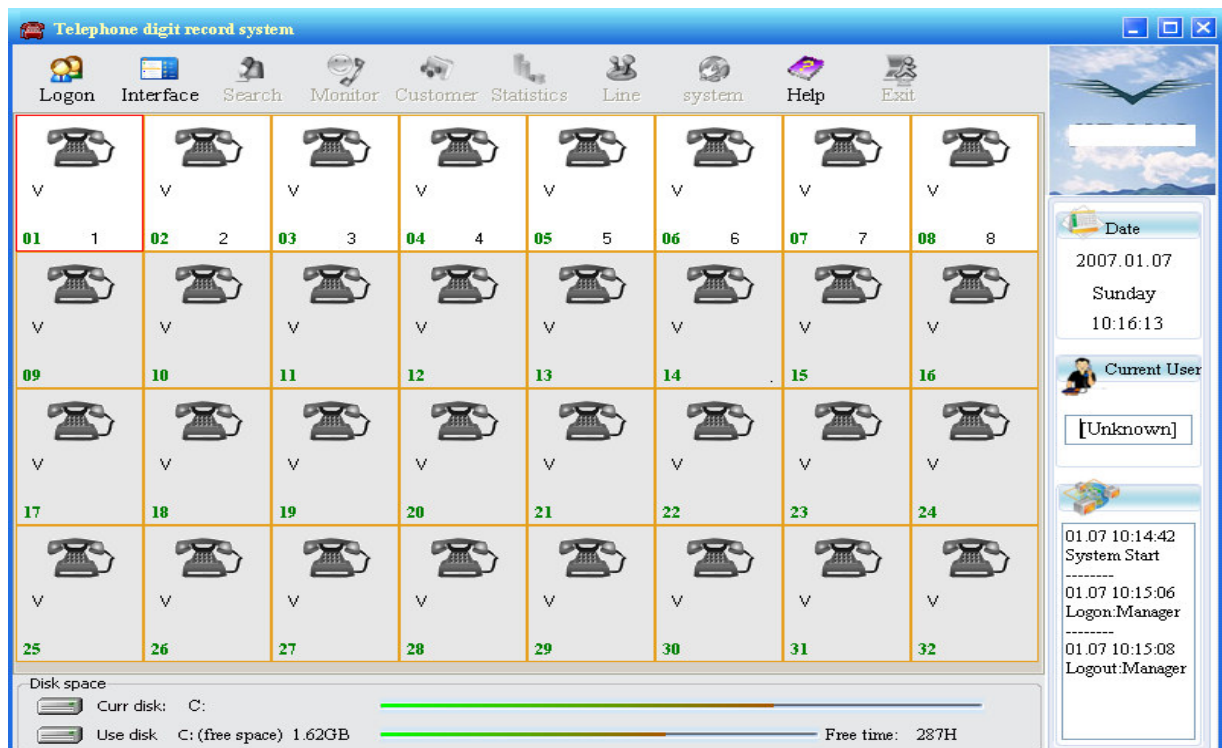 Telephone digit record system
Logon Interface Search Monitor Customer Statistics Line system Help Exit
V V V V V V V V
01 1 02 2 03 3 04 4 05 5 06 6 07 7 08 8
V V V V V V V V
09 10 11 12 13 14 . 15 16
V V V V V V V V
17 18 19 20 21 22 23 24
V V V V V V V V
25 26 27 28 29 30 31 32
Disk space
Curr disk: C:
Use disk C: (free space) 1.62GB Free time: 287H
Date
2007.01.07
Sunday
10:16:13
Current User
[Unknown]
01.07 10:14:42
System Start
--------
01.07 10:15:06
Logon:Manager
--------
01.07 10:15:08
Logout:Manager